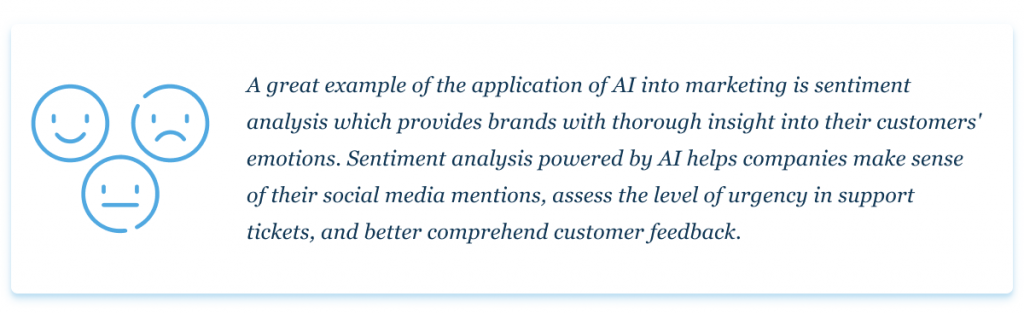 A great example of the application of AI into marketing is sentiment
analysis which provides brands with thorough insight into their customers'
emotions. Sentiment analysis powered by AI helps companies make sense
of their social media mentions, assess the level of urgency in support
tickets, and better comprehend customer feedback.